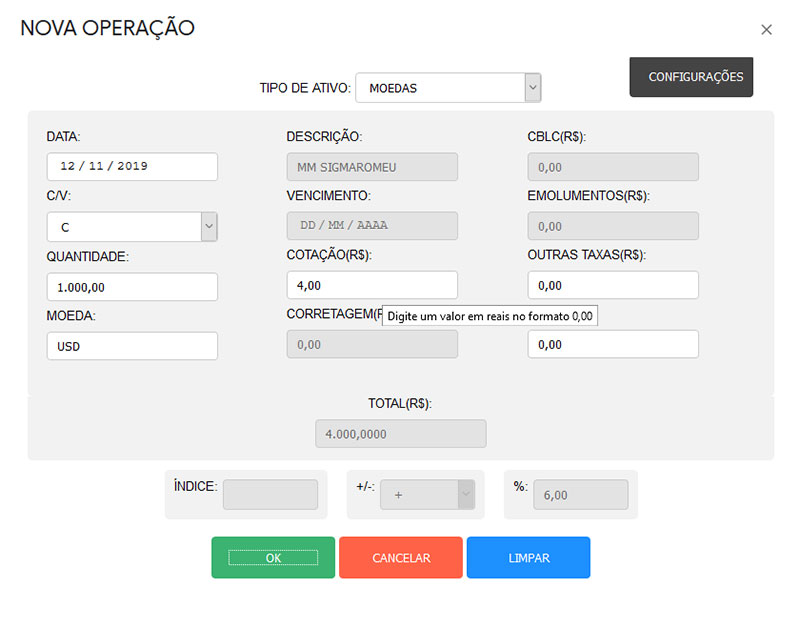 NOVA OPERAÇÃO
×
TIPO DE ATIVO: MOEDAS
CONFIGURAÇÕES
DATA:
12 / 11 / 2019
C/V:
C
QUANTIDADE:
1.000,00
MOEDA:
USD
DESCRIÇÃO:
MM SIGMAROMEU
VENCIMENTO:
DD / MM / AAAA
COTAÇÃO(R$):
4,00
CORRETAGEM(
Digite um valor em reais no formato 0,00
0,00
CBLC(R$):
0,00
EMOLUMENTOS(R$):
0,00
OUTRAS TAXAS(R$):
0,00
0,00
TOTAL(R$):
4.000,0000
ÍNDICE:
+/-: +
%: 6,00
OK
CANCELAR
LIMPAR